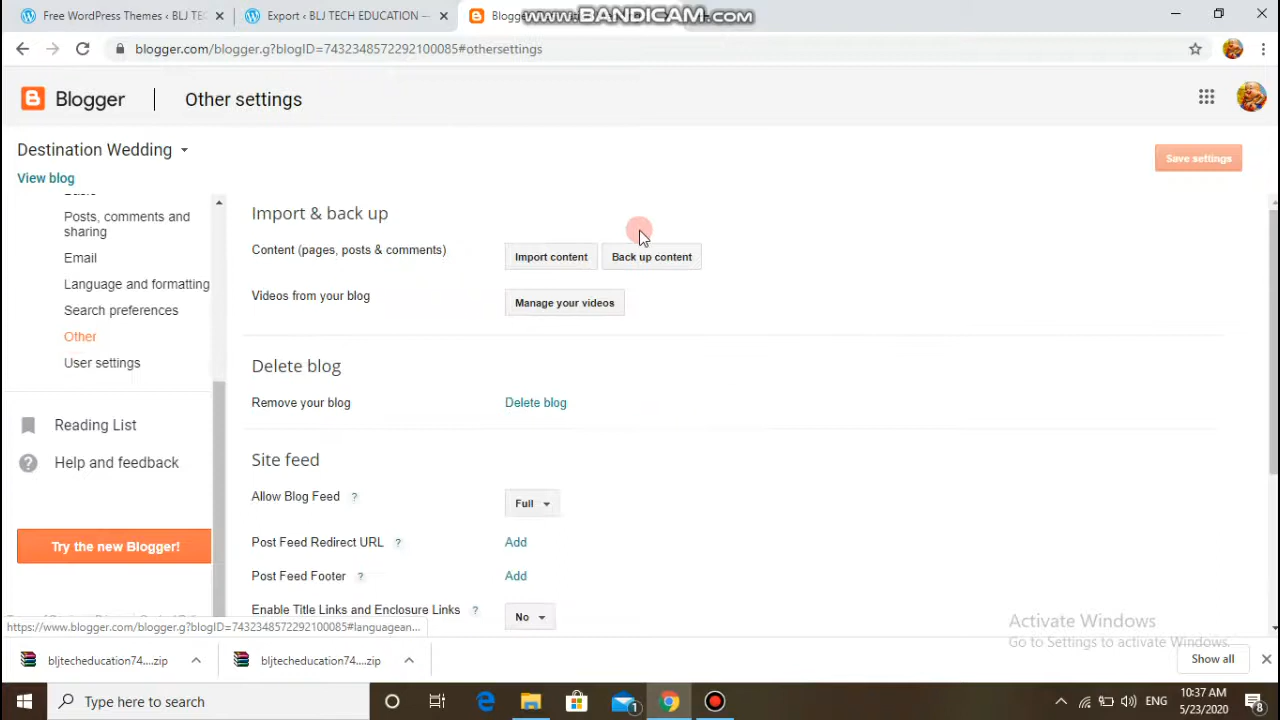 Free WordPress Themes ‹ BLJ TEC
Export ‹ BLJ TECH EDUCATION —
Blogger
www.BANDICAM.com
blogger.com/blogger.g?blogID=7432348572292100085#othersettings
Blogger
Other settings
Destination Wedding
View blog
Save settings
Posts, comments and
sharing
Email
Language and formatting
Search preferences
Other
User settings
Reading List
Help and feedback
Try the new Blogger!
Import & back up
Content (pages, posts & comments)
Import content
Back up content
Videos from your blog
Manage your videos
Delete blog
Remove your blog
Delete blog
Site feed
Allow Blog Feed ?
Full
Post Feed Redirect URL ?
Add
Post Feed Footer ?
Add
Enable Title Links and Enclosure Links ?
No
https://www.blogger.com/blogger.g?blogID=7432348572292100085#languagean...
Activate Windows
Go to Settings to activate Windows.
bljtecheducation74....zip
bljtecheducation74....zip
Show all
Type here to search
1
ENG
10:37 AM
5/23/2020
8